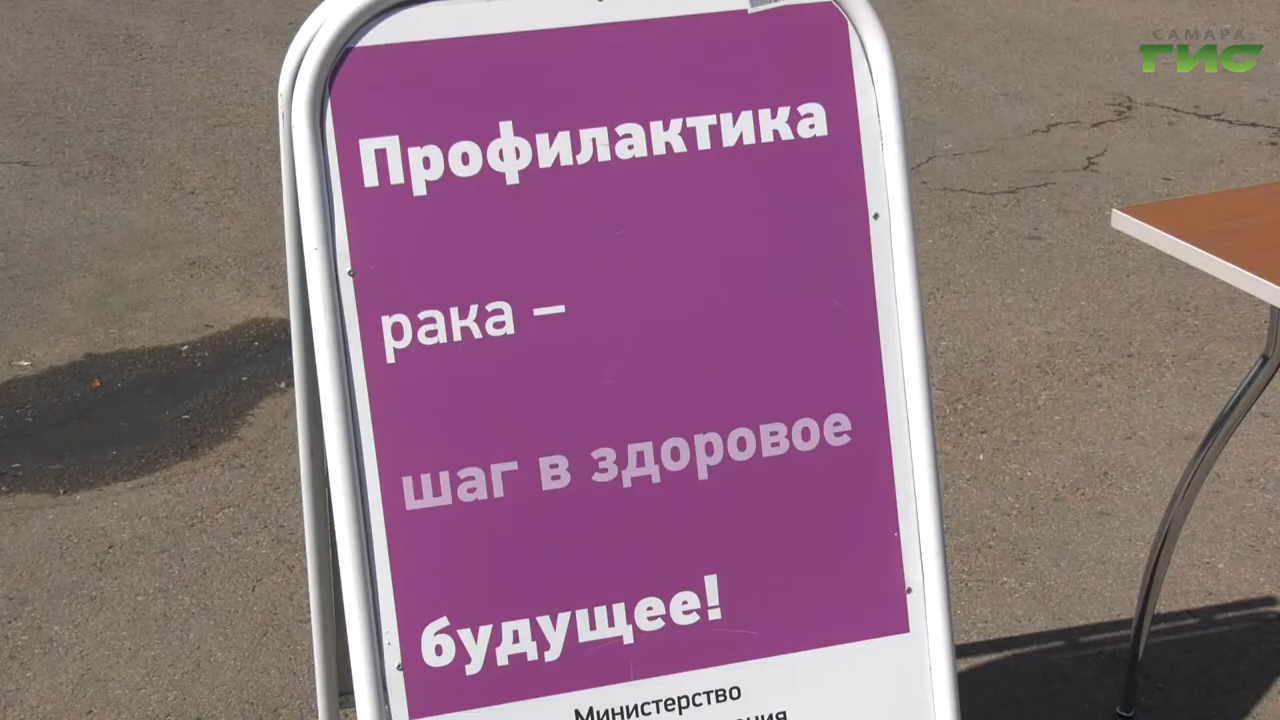 САМАРА
ГИС
Профилактика
рака –
шаг в здоровое
будущее!
Министерство